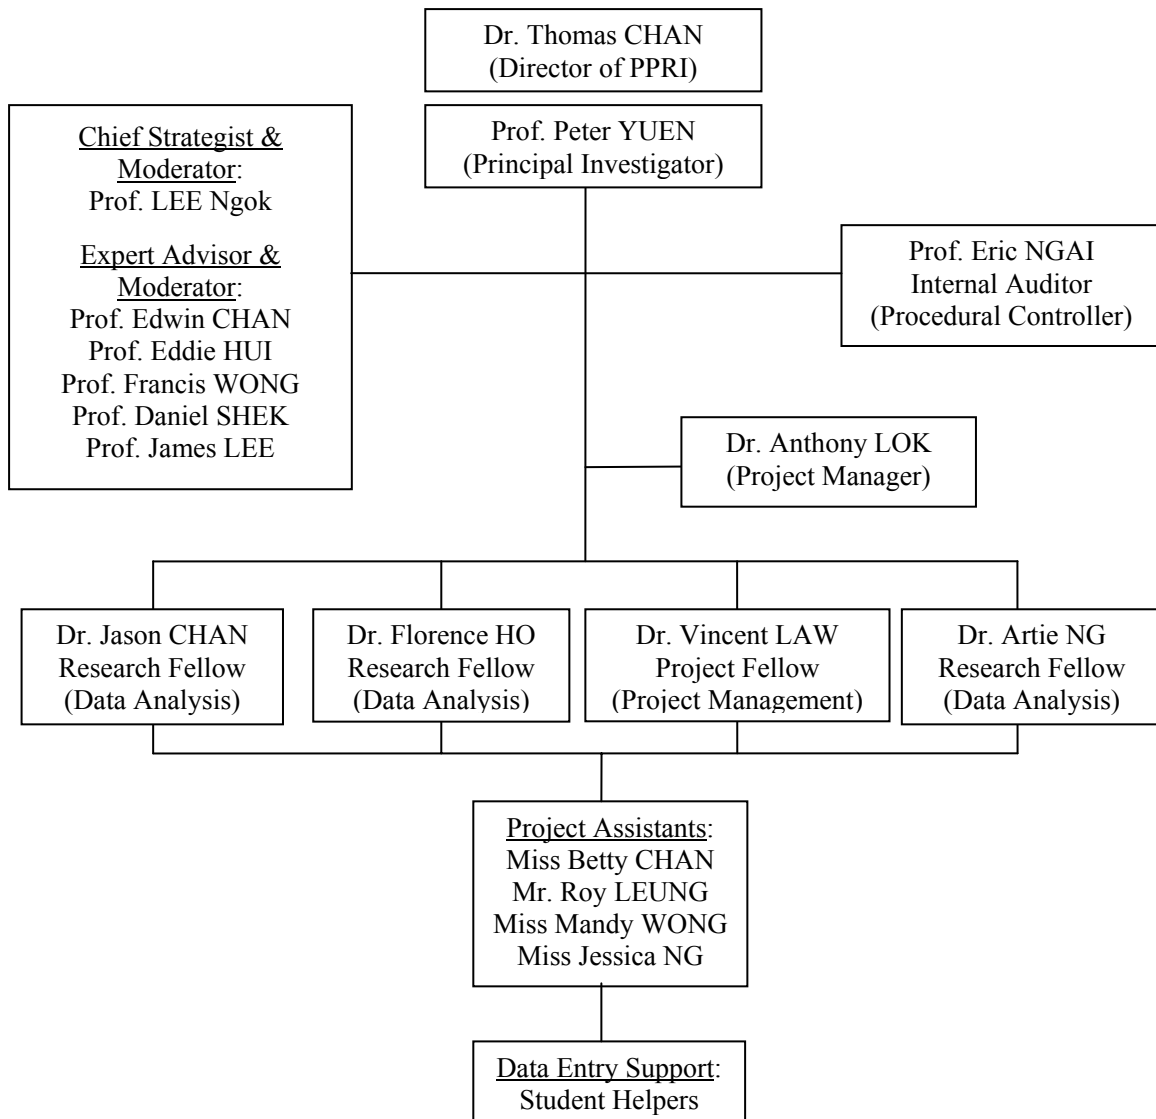 Dr. Thomas CHAN
(Director of PPRI)
Prof. Peter YUEN
(Principal Investigator)
Chief Strategist &
Moderator:
Prof. LEE Ngok
Expert Advisor &
Moderator:
Prof. Edwin CHAN
Prof. Eddie HUI
Prof. Francis WONG
Prof. Daniel SHEK
Prof. James LEE
Prof. Eric NGAI
Internal Auditor
(Procedural Controller)
Dr. Anthony LOK
(Project Manager)
Dr. Jason CHAN
Research Fellow
(Data Analysis)
Dr. Florence HO
Research Fellow
(Data Analysis)
Dr. Vincent LAW
Project Fellow
(Project Management)
Dr. Artie NG
Research Fellow
(Data Analysis)
Project Assistants:
Miss Betty CHAN
Mr. Roy LEUNG
Miss Mandy WONG
Miss Jessica NG
Data Entry Support:
Student Helpers